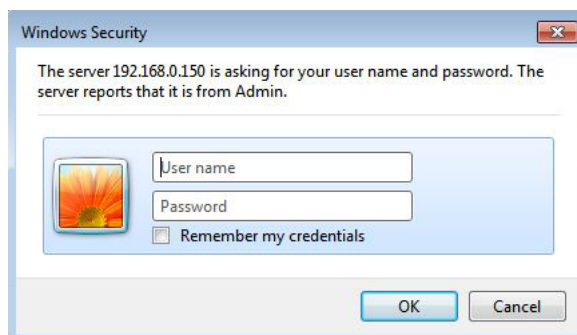 Windows Security
The server 192.168.0.150 is asking for your user name and password. The
server reports that it is from Admin.
User name
Password
Remember my credentials
OK
Cancel